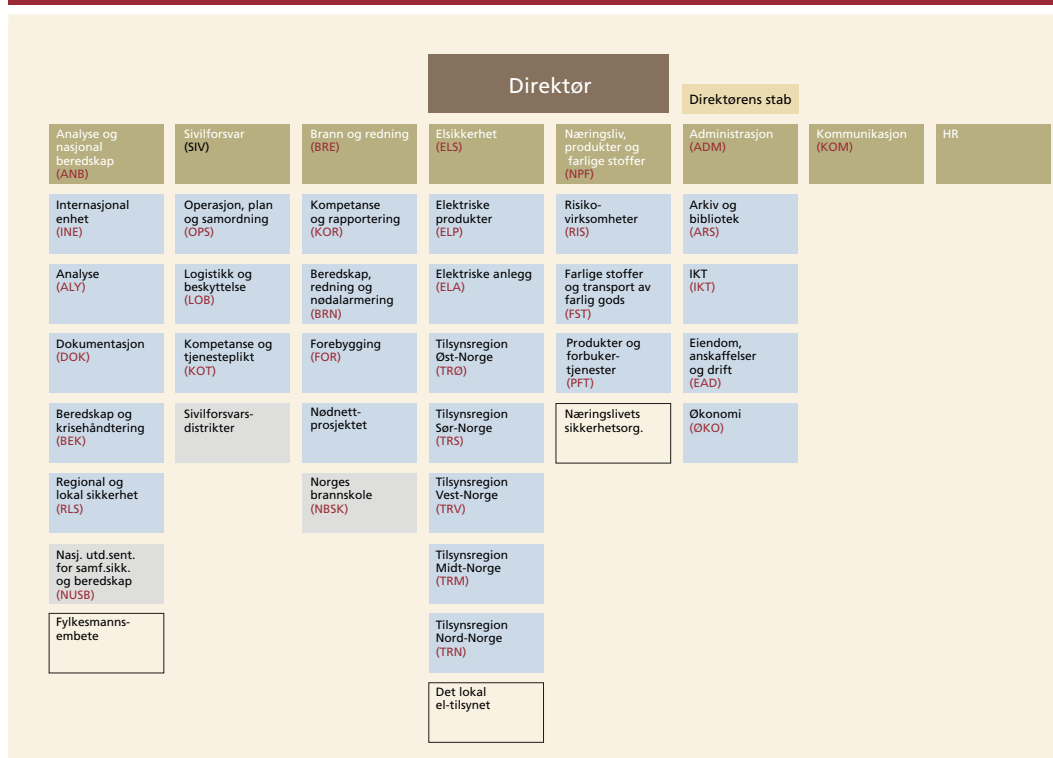 Direktør
Direktørens stab
Analyse og
nasjonal
beredskap
(ANB)
Sivilforsvar
(SIV)
Brann og redning
(BRE)
Elsikkerhet
(ELS)
Næringsliv,
produkter og
farlige stoffer
(NPF)
Administrasjon
(ADM)
Kommunikasjon
(KOM)
HR
Internasjonal
enhet
(INE)
Operasjon, plan
og samordning
(OPS)
Kompetanse
og rapportering
(KOR)
Elektriske
produkter
(ELP)
Risiko-
virksomheter
(RIS)
Arkiv og
bibliotek
(ARS)
Analyse
(ALY)
Logistikk og
beskyttelse
(LOB)
Beredskap,
redning og
nødalarmering
(BRN)
Elektriske anlegg
(ELA)
Farlige stoffer
og transport av
farlig gods
(FST)
IKT
(IKT)
Dokumentasjon
(DOK)
Kompetanse og
tjenesteplikt
(KOT)
Forebygging
(FOR)
Tilsynsregion
Øst-Norge
(TRØ)
Produkter og
forbuker-
tjenester
(PFT)
Eiendom,
anskaffelser
og drift
(EAD)
Beredskap og
krisehåndtering
(BEK)
Sivilforsvars-
distrikter
Nødnett-
prosjektet
Tilsynsregion
Sør-Norge
(TRS)
Næringslivets
sikkerhetsorg.
Økonomi
(ØKO)
Regional og
lokal sikkerhet
(RLS)
Norges
brannskole
(NBSK)
Tilsynsregion
Vest-Norge
(TRV)
Nasj. utd.sent.
for samf.sikk.
og beredskap
(NUSB)
Tilsynsregion
Midt-Norge
(TRM)
Fylkesmanns-
embete
Tilsynsregion
Nord-Norge
(TRN)
Det lokal
el-tilsynet